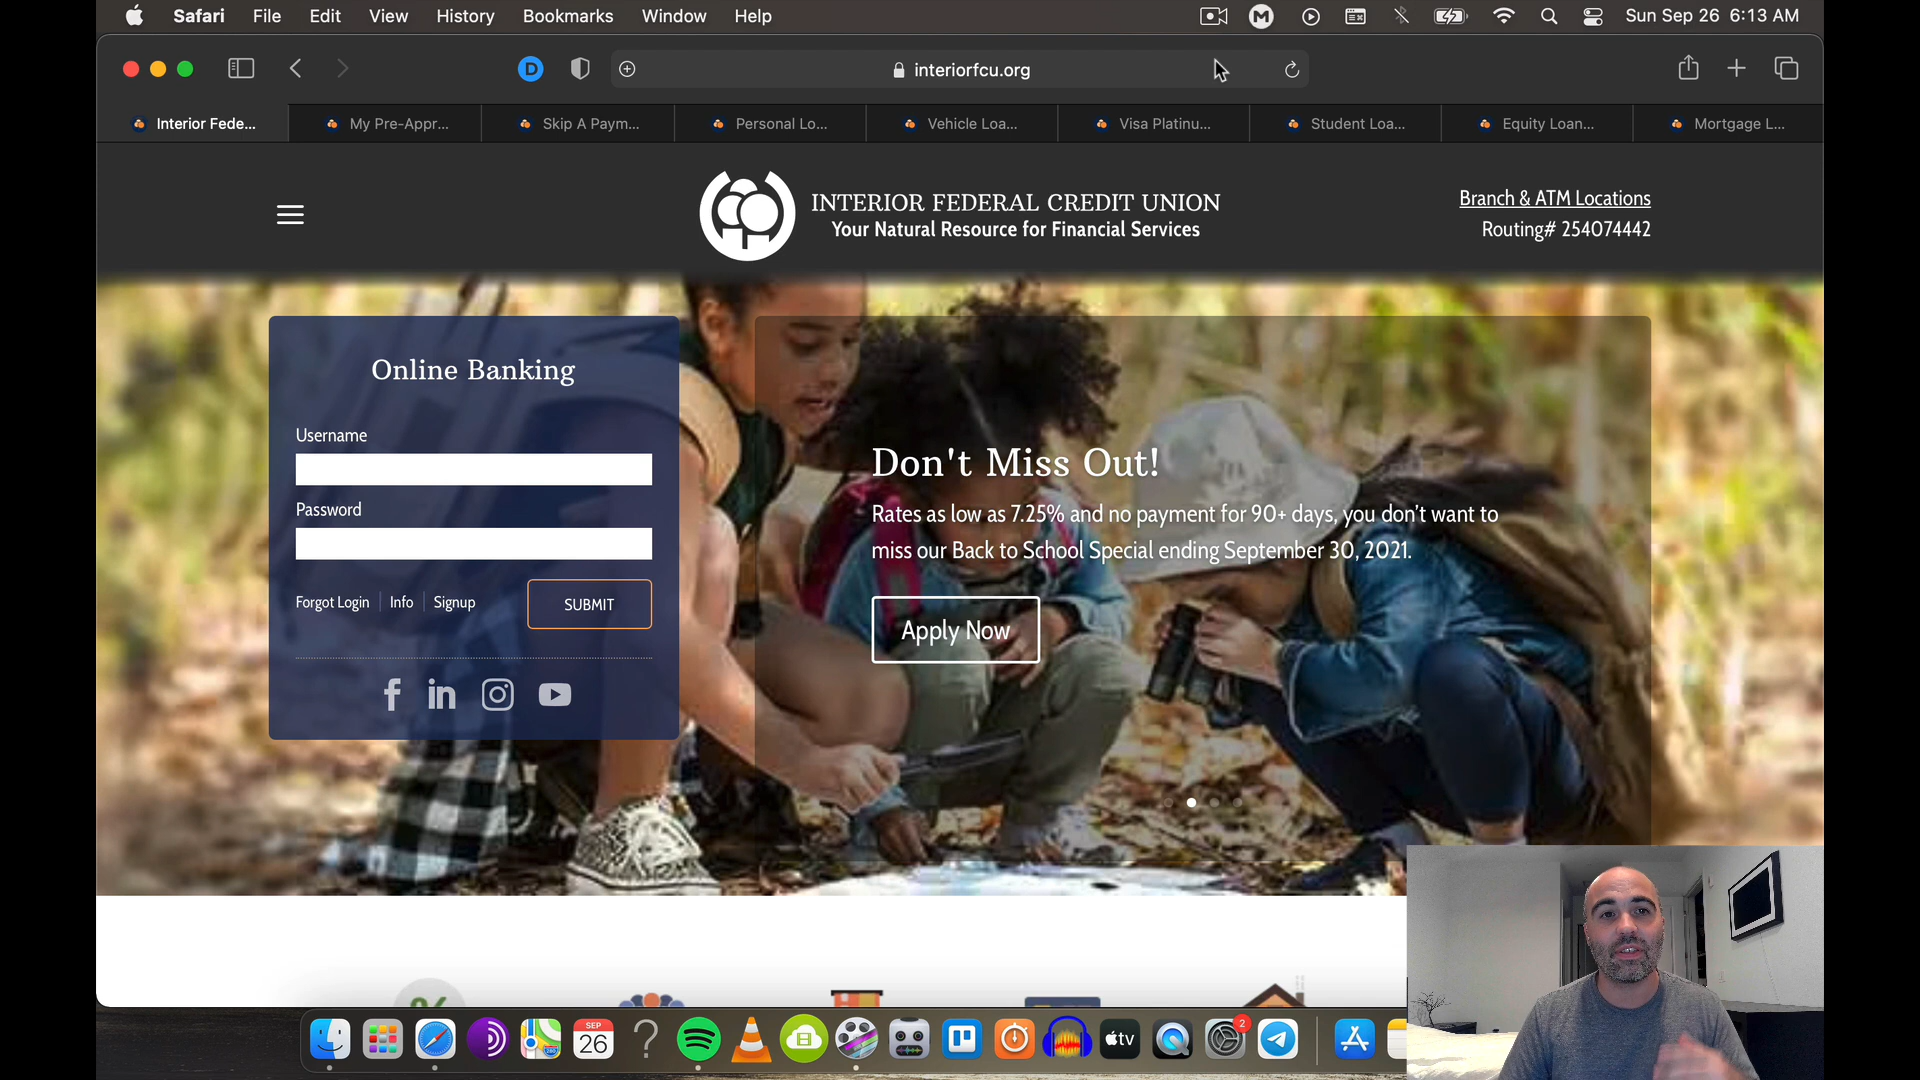 Safari File Edit View History Bookmarks Window Help
Sun Sep 26 6:13 AM
interiorfcu.org
Interior Fede...
My Pre-Appr...
Skip A Paym...
Personal Lo...
Vehicle Loa...
Visa Platinu...
Student Loa...
Equity Loan...
Mortgage L...
INTERIOR FEDERAL CREDIT UNION
Your Natural Resource for Financial Services
Branch & ATM Locations
Routing# 254074442
Online Banking
Username
Password
Forgot Login
Info
Signup
SUBMIT
Don't Miss Out!
Rates as low as 7.25% and no payment for 90+ days, you don't want to
miss our Back to School Special ending September 30, 2021.
Apply Now
SEP
26
tv
2